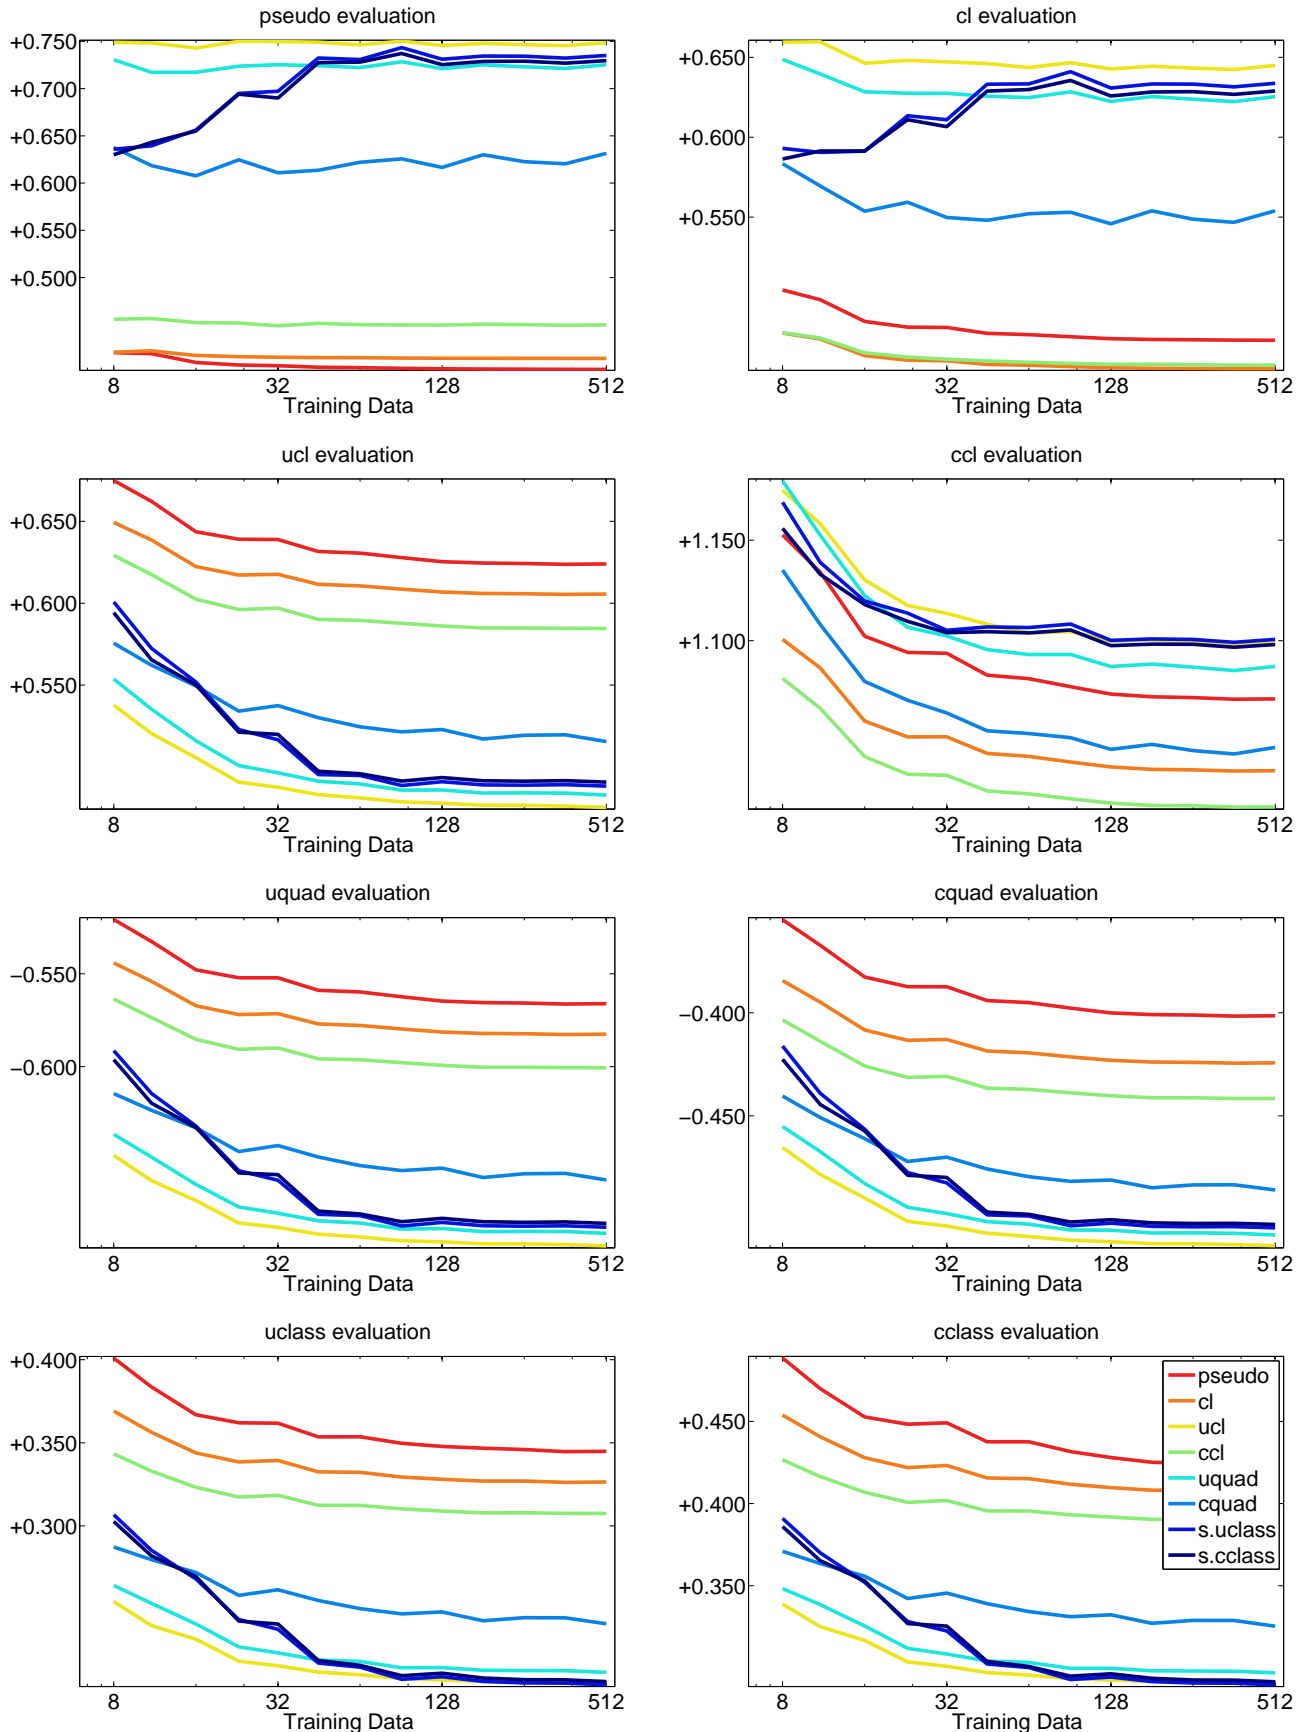 pseudo evaluation
+0.750
+0.700
+0.650
+0.600
+0.550
+0.500
8 32 128 512
Training Data
cl evaluation
+0.650
+0.600
+0.550
8 32 128 512
Training Data
ucl evaluation
+0.650
+0.600
+0.550
8 32 128 512
Training Data
ccl evaluation
+1.150
+1.100
8 32 128 512
Training Data
uquad evaluation
−0.550
−0.600
8 32 128 512
Training Data
cquad evaluation
−0.400
−0.450
8 32 128 512
Training Data
uclass evaluation
+0.400
+0.350
+0.300
8 32 128 512
Training Data
cclass evaluation
+0.450
+0.400
+0.350
pseudo
cl
ucl
ccl
uquad
cquad
s.uclass
s.cclass
8 32 128 512
Training Data